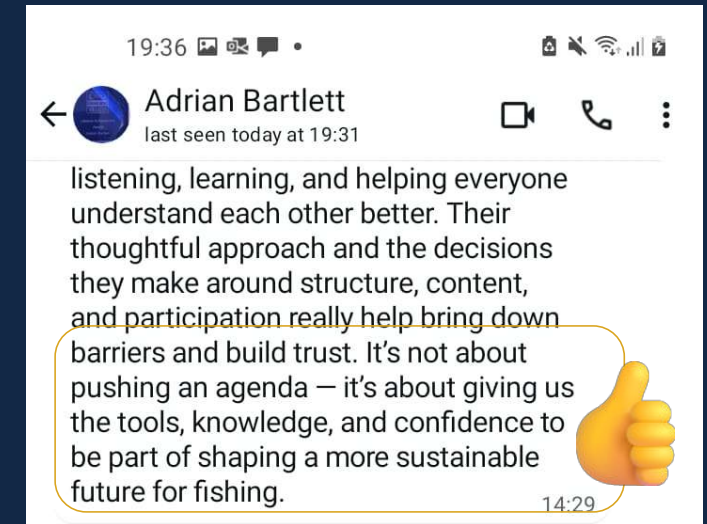 19:36
Adrian Bartlett
last seen today at 19:31
listening, learning, and helping everyone
understand each other better. Their
thoughtful approach and the decisions
they make around structure, content,
and participation really help bring down
barriers and build trust. It’s not about
pushing an agenda — it’s about giving us
the tools, knowledge, and confidence to
be part of shaping a more sustainable
future for fishing.
14:29